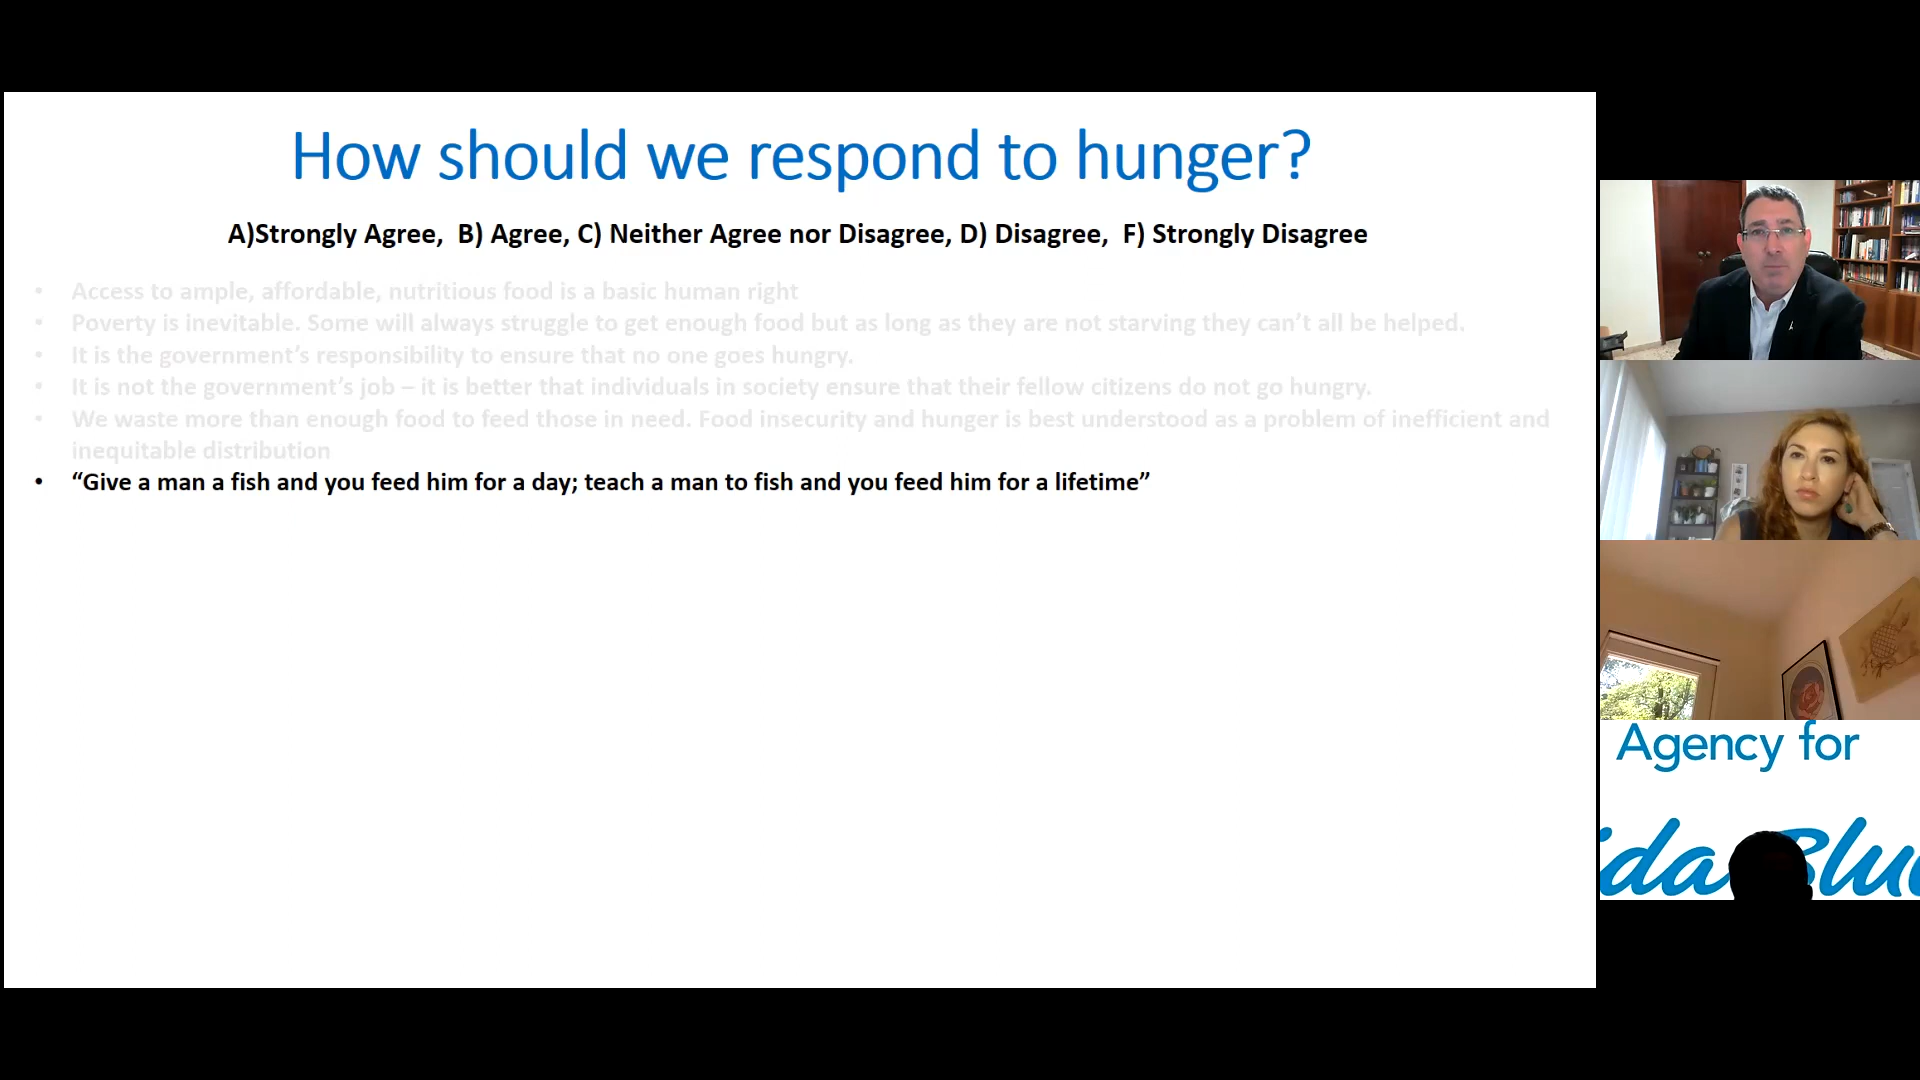 How should we respond to hunger?
A)Strongly Agree,  B) Agree, C) Neither Agree nor Disagree, D) Disagree,  F) Strongly Disagree
• Access to ample, affordable, nutritious food is a basic human right
• Poverty is inevitable. Some will always struggle to get enough food but as long as they are not starving they can’t all be helped.
• It is the government’s responsibility to ensure that no one goes hungry.
• It is not the government’s job – it is better that individuals in society ensure that their fellow citizens do not go hungry.
• We waste more than enough food to feed those in need. Food insecurity and hunger is best understood as a problem of inefficient and
inequitable distribution
• “Give a man a fish and you feed him for a day; teach a man to fish and you feed him for a lifetime”
Agency for
ida Blue